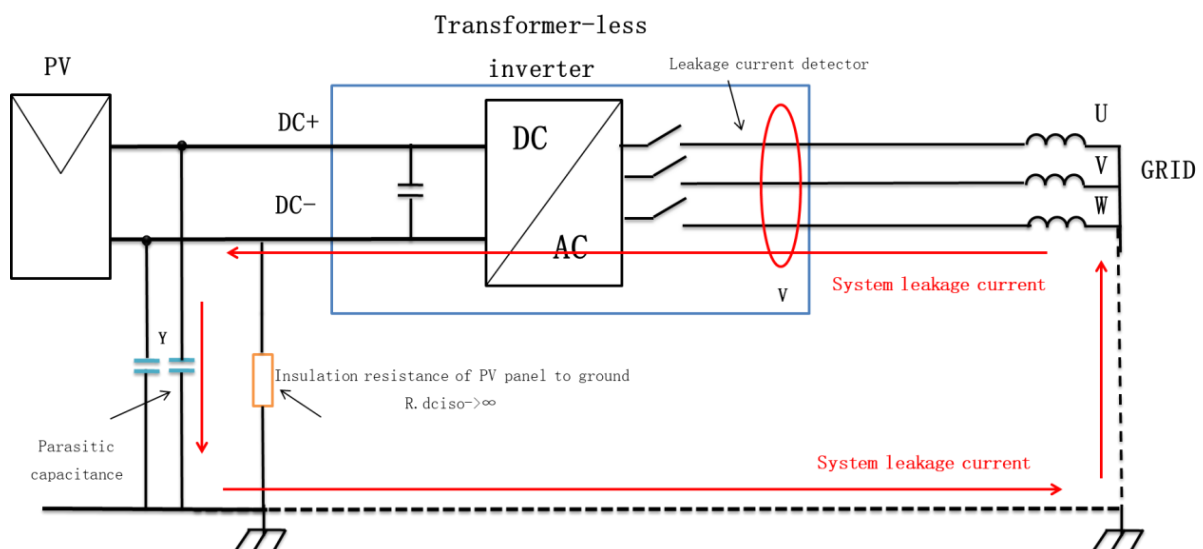 Transformer-less
inverter
PV
Leakage current detector
DC+
DC
U
V
GRID
DC-
W
AC
System leakage current
V
Y
Insulation resistance of PV panel to ground
R.dciso->∞
Parasitic
capacitance
System leakage current